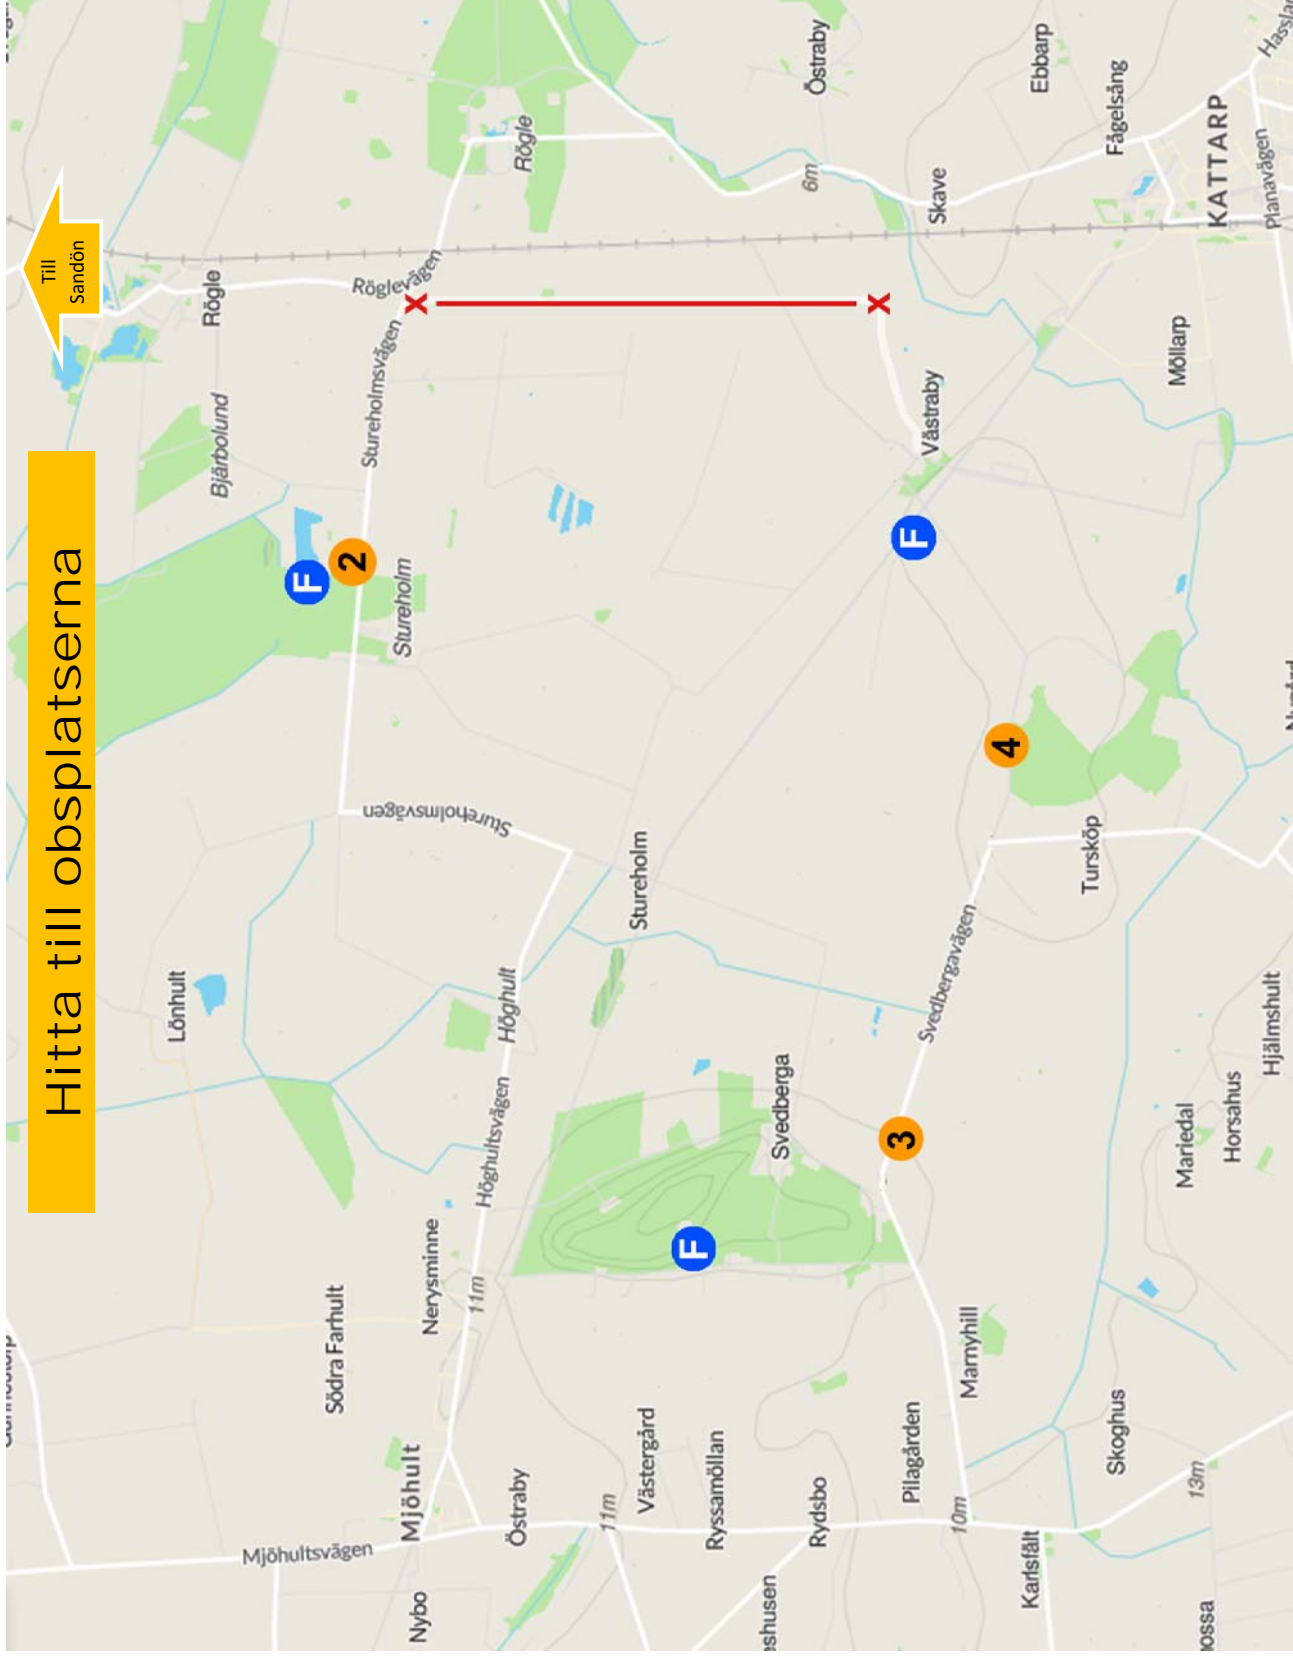 Hitta till obsplatserna
Till
Sandön
Mjöhultsvägen
Nybo
Mjöhult
Södra Farhult
Nerysminne
11m
Höghultsvägen
Höghult
Lönhult
Stureholmsvägen
Stureholm
F
2
Bjärbolund
Stureholmsvägen
Rögle
Röglevägen
X
Rögle
Östraby
11m
Västergård
Ryssamöllan
Rydsbo
F
Svedberga
Stureholm
3
Svedbergavägen
Pilagården
10m
Marnyhill
Karlsfält
Skoghus
13m
Mariedal
Horsahus
Hjälmshult
Tursköp
4
F
Västraby
X
Möllarp
6m
Östraby
Skave
Ebbarp
Fågelsång
KATTARP
Planavägen